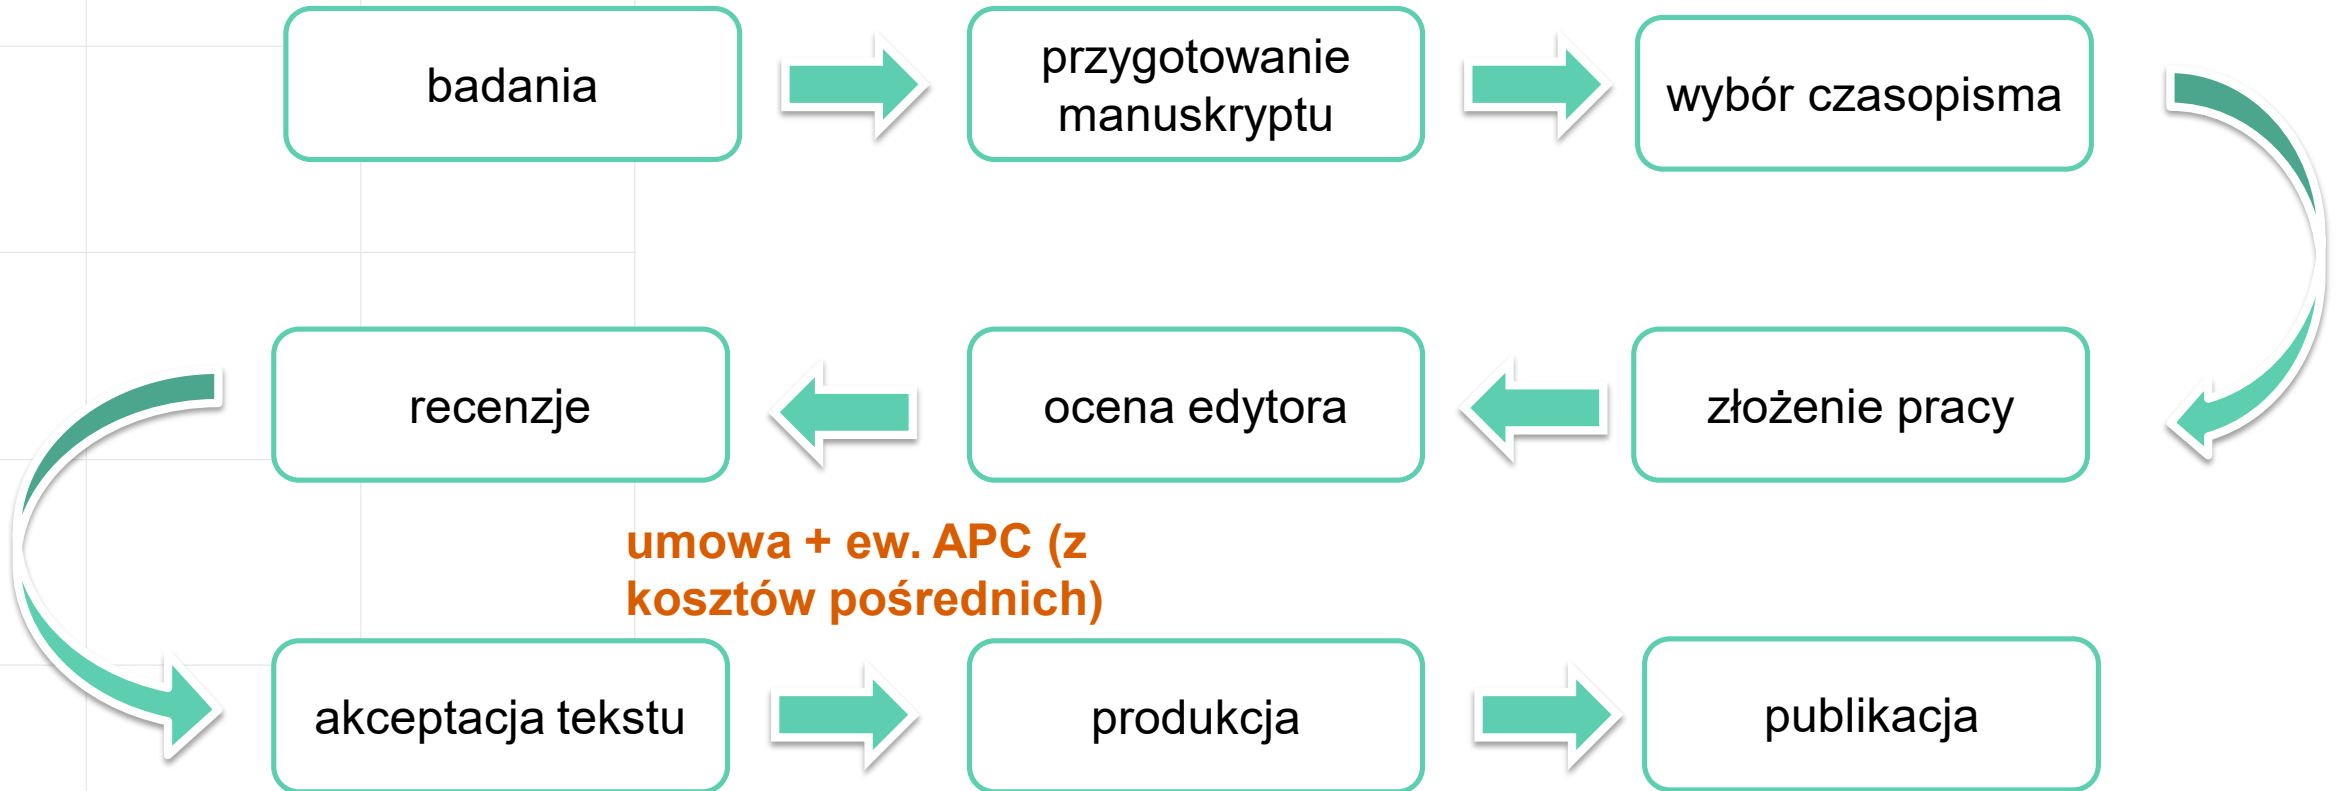 badania
przygotowanie
manuskryptu
wybór czasopisma
złożenie pracy
ocena edytora
recenzje
umowa + ew. APC (z
kosztów pośrednich)
akceptacja tekstu
produkcja
publikacja